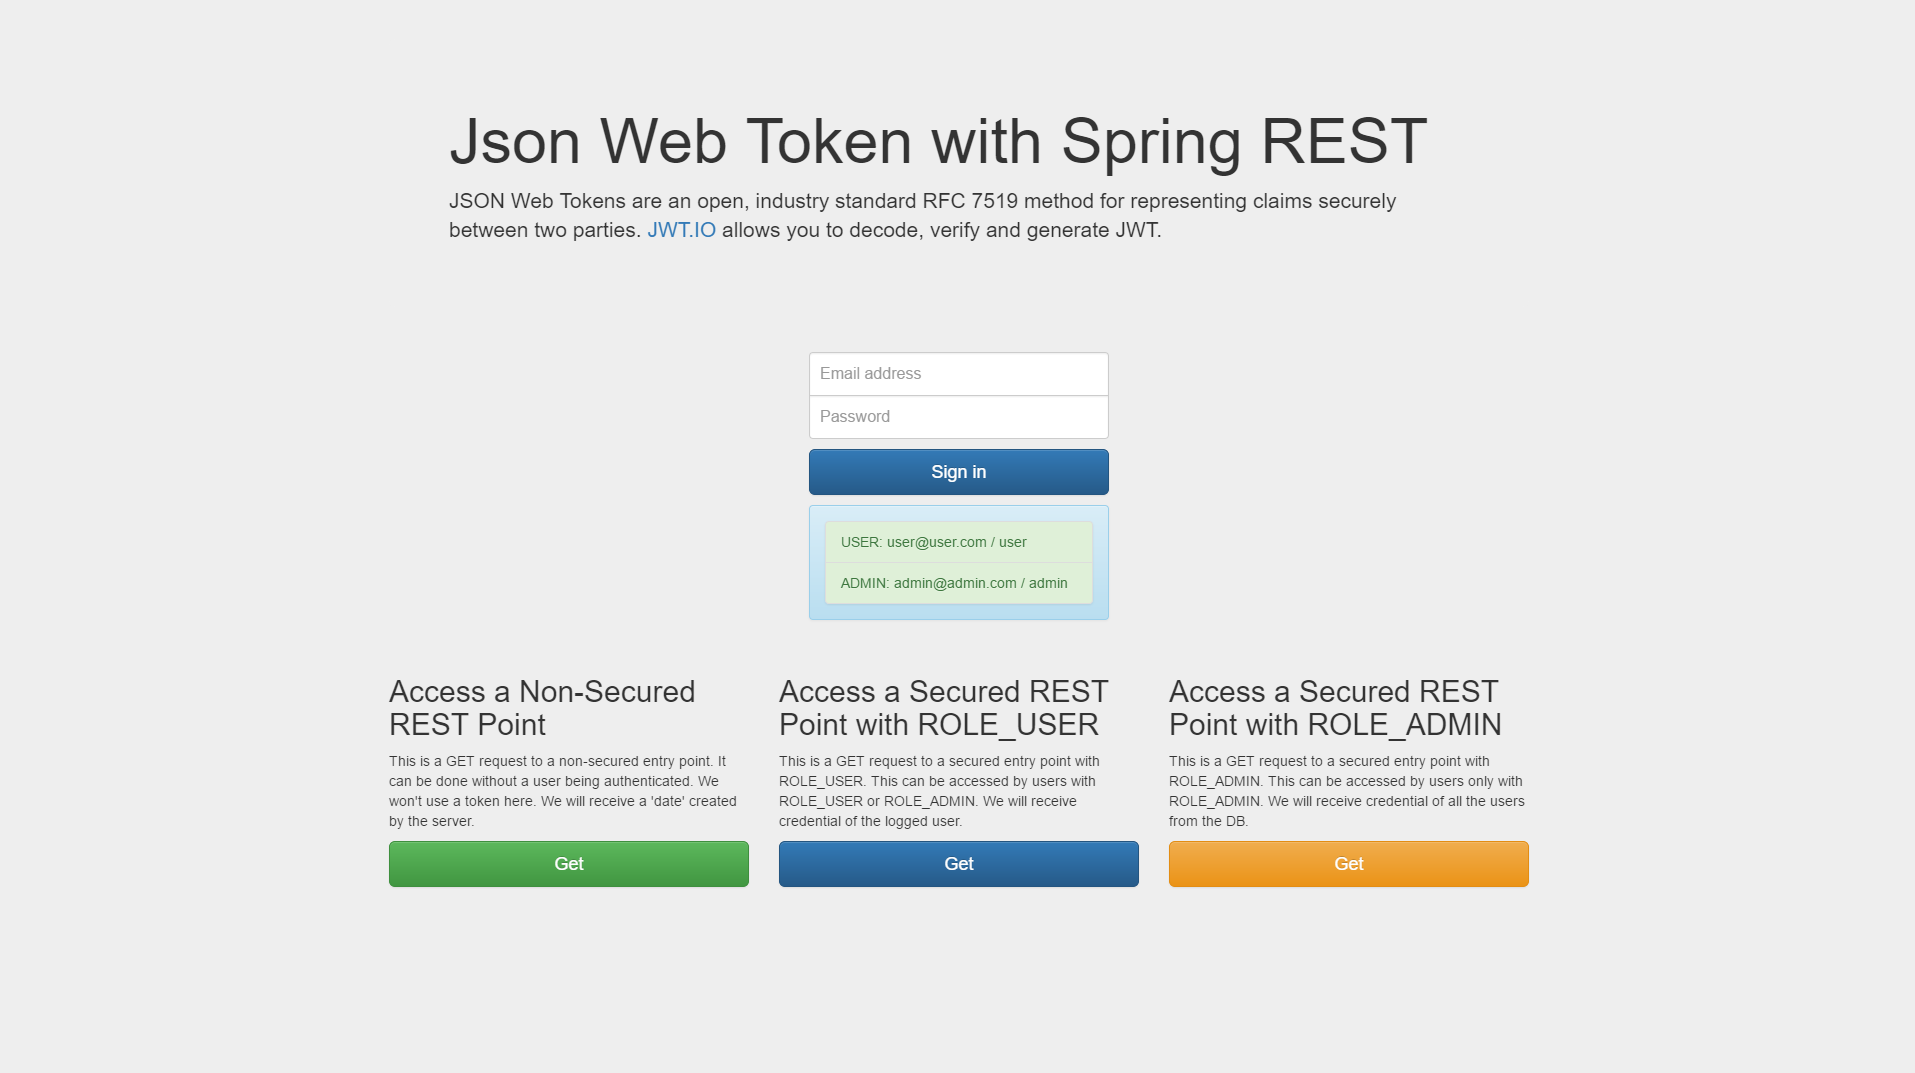 Json Web Token with Spring REST
JSON Web Tokens are an open, industry standard RFC 7519 method for representing claims securely
between two parties. JWT.IO allows you to decode, verify and generate JWT.
Email address
Password
Sign in
USER: user@user.com / user
ADMIN: admin@admin.com / admin
Access a Non-Secured
REST Point
This is a GET request to a non-secured entry point. It
can be done without a user being authenticated. We
won't use a token here. We will receive a 'date' created
by the server.
Get
Access a Secured REST
Point with ROLE_USER
This is a GET request to a secured entry point with
ROLE_USER. This can be accessed by users with
ROLE_USER or ROLE_ADMIN. We will receive
credential of the logged user.
Get
Access a Secured REST
Point with ROLE_ADMIN
This is a GET request to a secured entry point with
ROLE_ADMIN. This can be accessed by users only with
ROLE_ADMIN. We will receive credential of all the users
from the DB.
Get